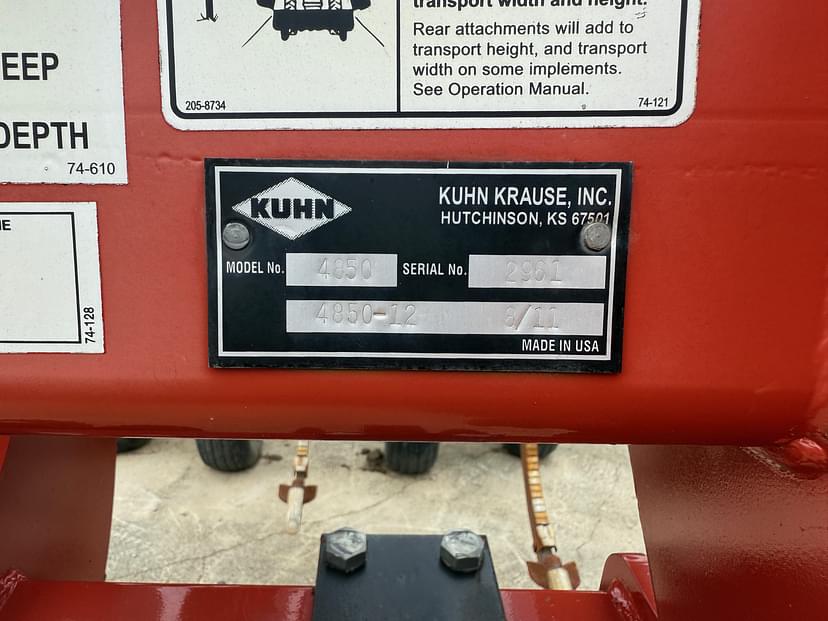 transport width and height.
Rear attachments will add to
transport height, and transport
width on some implements.
See Operation Manual.
205-8734
74-121
EEP
DEPTH
74-610
74-128
KUHN
KUHN KRAUSE, INC.
HUTCHINSON, KS 67501
MODEL No. 4850 SERIAL No. 2961
4850-12 8/11
MADE IN USA